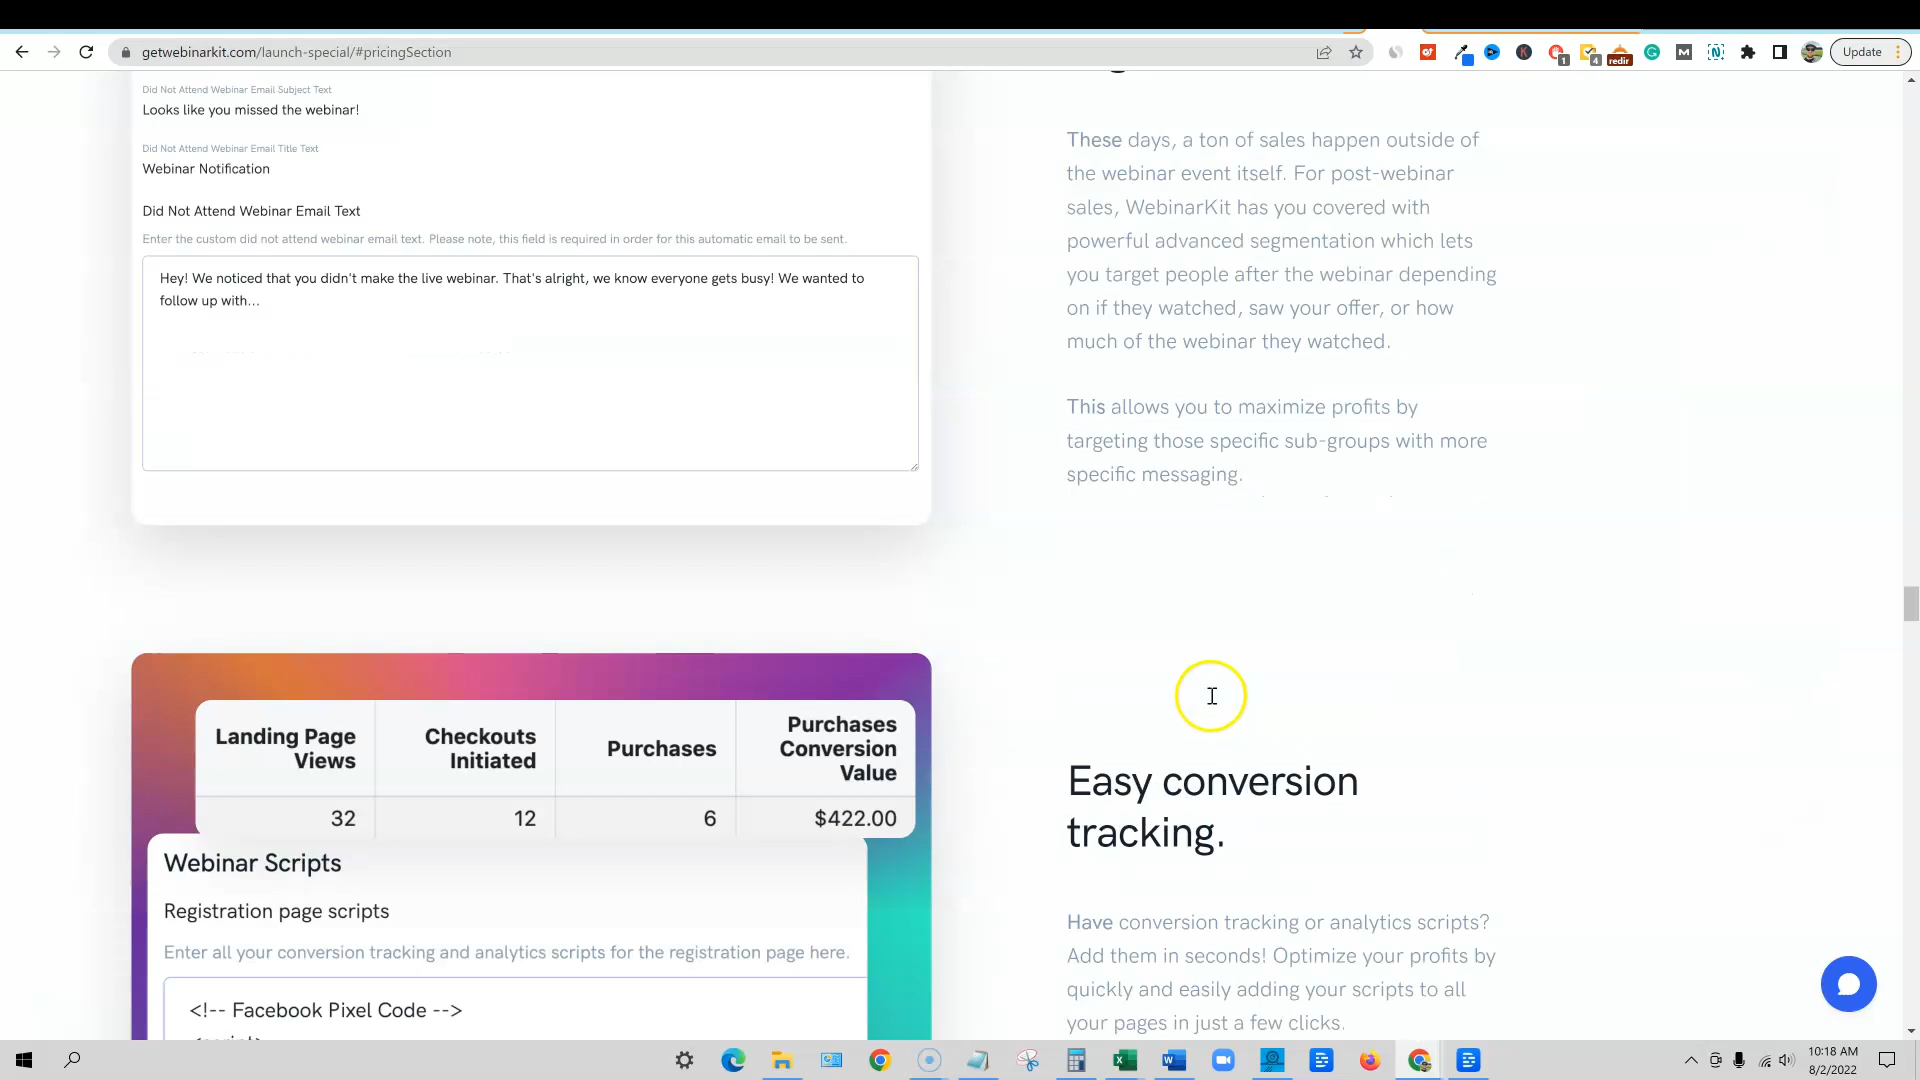 getwebinarkit.com/launch-special/#pricingSection
Update
1
4
redir
Did Not Attend Webinar Email Subject Text
Looks like you missed the webinar!
Did Not Attend Webinar Email Title Text
Webinar Notification
Did Not Attend Webinar Email Text
Enter the custom did not attend webinar email text. Please note, this field is required in order for this automatic email to be sent.
Hey! We noticed that you didn't make the live webinar. That's alright, we know everyone gets busy! We wanted to
follow up with...
These days, a ton of sales happen outside of
the webinar event itself. For post-webinar
sales, WebinarKit has you covered with
powerful advanced segmentation which lets
you target people after the webinar depending
on if they watched, saw your offer, or how
much of the webinar they watched.
This allows you to maximize profits by
targeting those specific sub-groups with more
specific messaging.
Landing Page
Views
Checkouts
Initiated
Purchases
Purchases
Conversion
Value
32
12
6
$422.00
Webinar Scripts
Registration page scripts
Enter all your conversion tracking and analytics scripts for the registration page here.
<!-- Facebook Pixel Code -->
Easy conversion
tracking.
Have conversion tracking or analytics scripts?
Add them in seconds! Optimize your profits by
quickly and easily adding your scripts to all
your pages in just a few clicks.
10:18 AM
8/2/2022